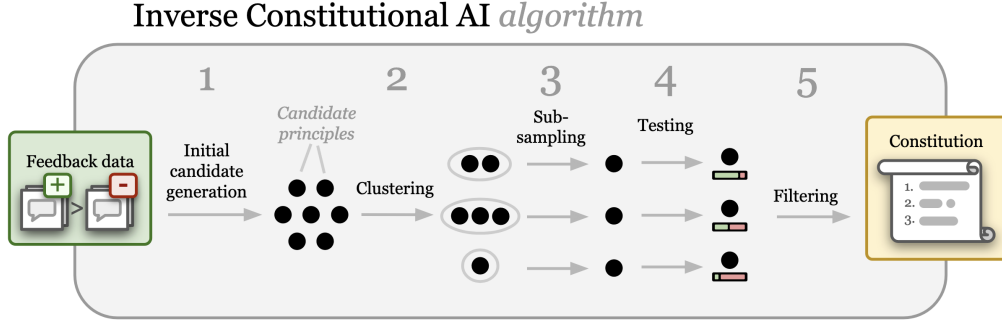 Inverse Constitutional AI algorithm
1
2
3
4
5
Feedback data
+
>
-
Initial
candidate
generation
Candidate
principles
Clustering
Sub-
sampling
Testing
Filtering
Constitution
1.
2.
3.